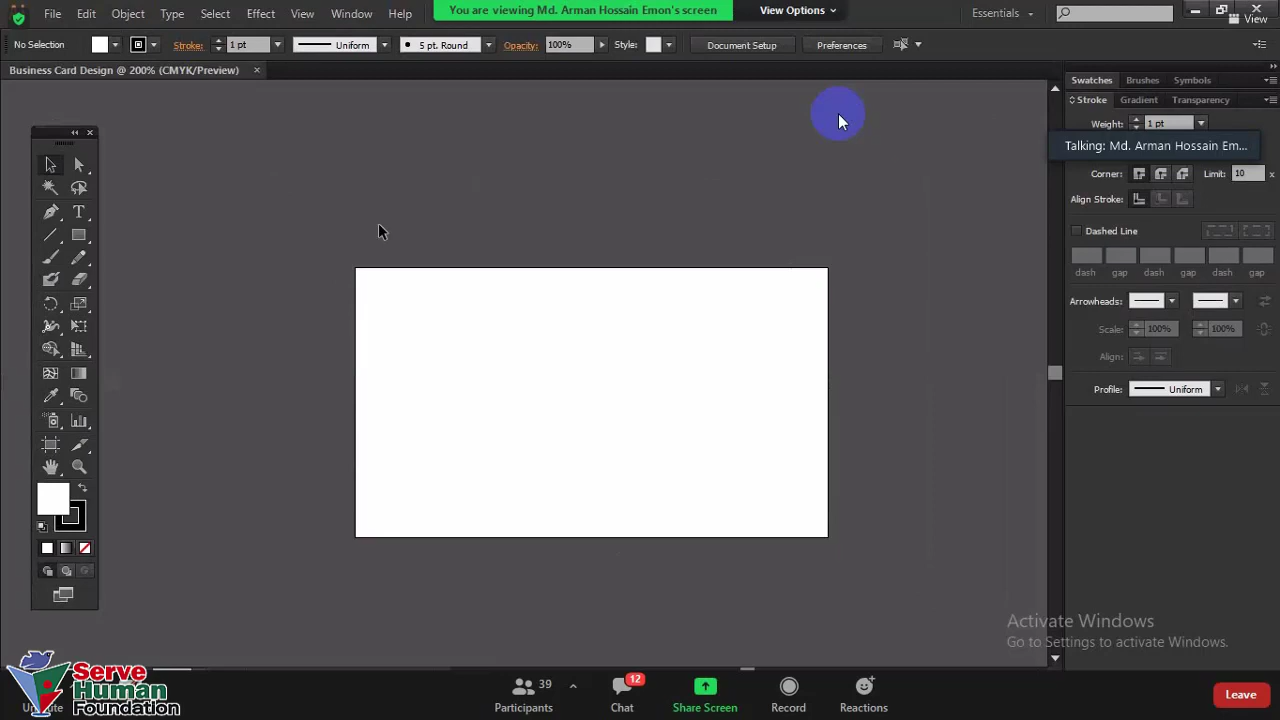 File Edit Object Type Select Effect View Window Help
You are viewing Md. Arman Hossain Emon's screen
View Options
Essentials
View
No Selection
Stroke: 1 pt
Uniform
5 pt. Round
Opacity: 100%
Style:
Document Setup
Preferences
Business Card Design @ 200% (CMYK/Preview)
Swatches Brushes Symbols
Stroke Gradient Transparency
Weight: 1 pt
Talking: Md. Arman Hossain Em...
Corner: Limit: 10 x
Align Stroke:
Dashed Line
dash gap dash gap dash gap
Arrowheads:
Scale: 100% 100%
Align:
Profile: Uniform
Activate Windows
Go to Settings to activate Windows.
Serve
Human
Foundation
39
Participants
12
Chat
Share Screen
Record
Reactions
Leave